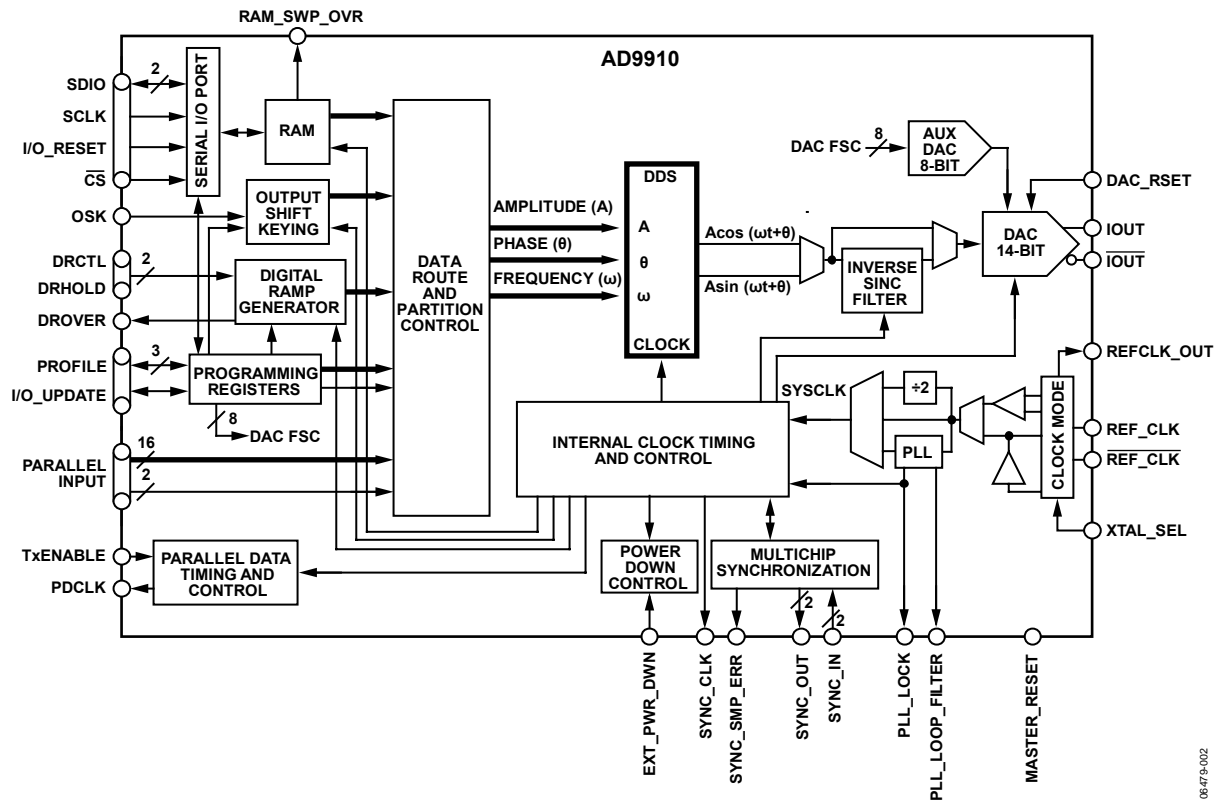 RAM_SWP_OVR
AD9910
SDIO
2
SCLK
I/O_RESET
CS
SERIAL I/O PORT
RAM
OSK
OUTPUT
SHIFT
KEYING
DRCTL
2
DRHOLD
DROVER
DIGITAL
RAMP
GENERATOR
PROFILE
3
I/O_UPDATE
PROGRAMMING
REGISTERS
8
DAC FSC
PARALLEL
INPUT
16
2
TxENABLE
PDCLK
PARALLEL DATA
TIMING AND
CONTROL
DATA
ROUTE
AND
PARTITION
CONTROL
AMPLITUDE (A)
PHASE (θ)
FREQUENCY (ω)
DDS
A
θ
ω
CLOCK
Acos (ωt+θ)
Asin (ωt+θ)
INVERSE
SINC
FILTER
DAC FSC
8
AUX
DAC
8-BIT
DAC
14-BIT
DAC_RSET
IOUT
IOUT
REFCLK_OUT
SYSCLK
÷2
PLL
CLOCK MODE
REF_CLK
REF_CLK
XTAL_SEL
INTERNAL CLOCK TIMING
AND CONTROL
POWER
DOWN
CONTROL
MULTICHIP
SYNCHRONIZATION
2
2
EXT_PWR_DWN
SYNC_CLK
SYNC_SMP_ERR
SYNC_OUT
SYNC_IN
PLL_LOCK
PLL_LOOP_FILTER
MASTER_RESET
06479-002